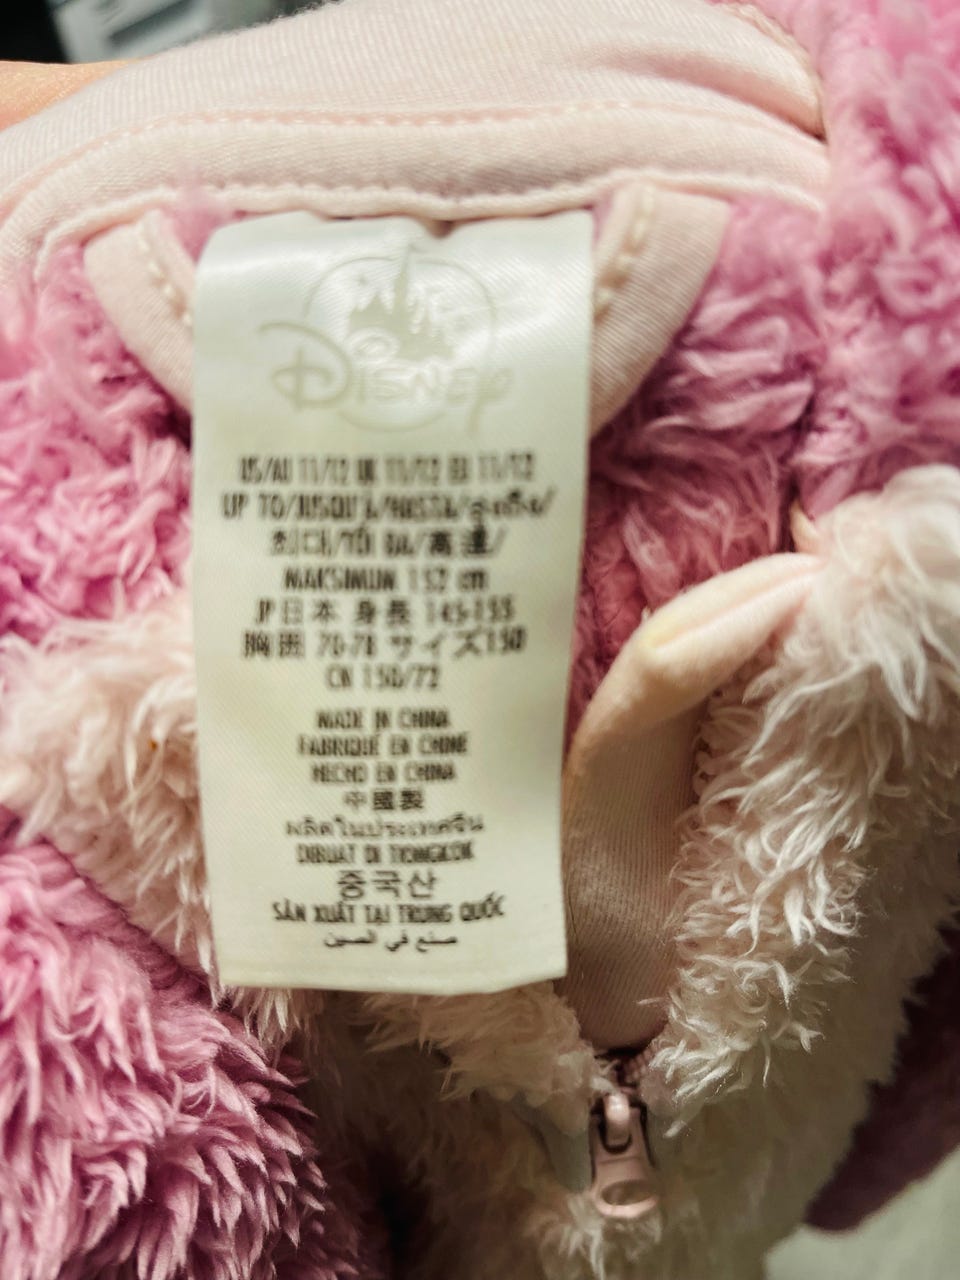 Disney
US/AU 11/12 UK 11/12 EU 11/12
UP TO/JUSQU'À/HASTA/สูงถึง/
최대/TỐI ĐA/高達/
MAKSIMUM 152 cm
JP日本 身長 145-155
胸囲 70-78 サイズ150
CN 150/72
MADE IN CHINA
FABRIQUÉ EN CHINE
HECHO EN CHINA
中國製
ผลิตในประเทศจีน
DIBUAT DI TIONGKOK
중국산
SẢN XUẤT TẠI TRUNG QUỐC
صنع في الصين